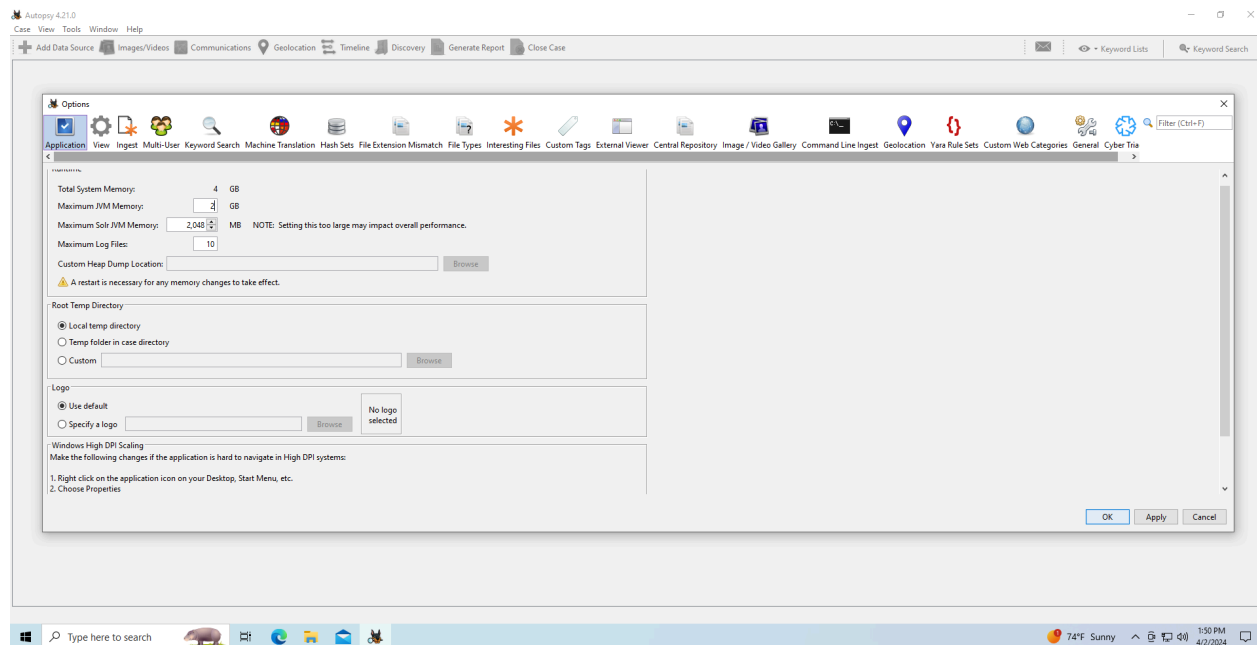 Autopsy 4.21.0
Case View Tools Window Help
Add Data Source Images/Videos Communications Geolocation Timeline Discovery Generate Report Close Case Keyword Lists Keyword Search
Options
Application View Ingest Multi-User Keyword Search Machine Translation Hash Sets File Extension Mismatch File Types Interesting Files Custom Tags External Viewer Central Repository Image / Video Gallery Command Line Ingest Geolocation Yara Rule Sets Custom Web Categories General Cyber Tria
Filter (Ctrl+F)
Runtime
Total System Memory: 4 GB
Maximum JVM Memory: 2 GB
Maximum Solr JVM Memory: 2,048 MB NOTE: Setting this too large may impact overall performance.
Maximum Log Files: 10
Custom Heap Dump Location: Browse
A restart is necessary for any memory changes to take effect.
Root Temp Directory
Local temp directory
Temp folder in case directory
Custom Browse
Logo
Use default
Specify a logo Browse
No logo
selected
Windows High DPI Scaling
Make the following changes if the application is hard to navigate in High DPI systems:
1. Right click on the application icon on your Desktop, Start Menu, etc.
2. Choose Properties
OK Apply Cancel
Type here to search
74°F Sunny
1:50 PM
4/2/2024